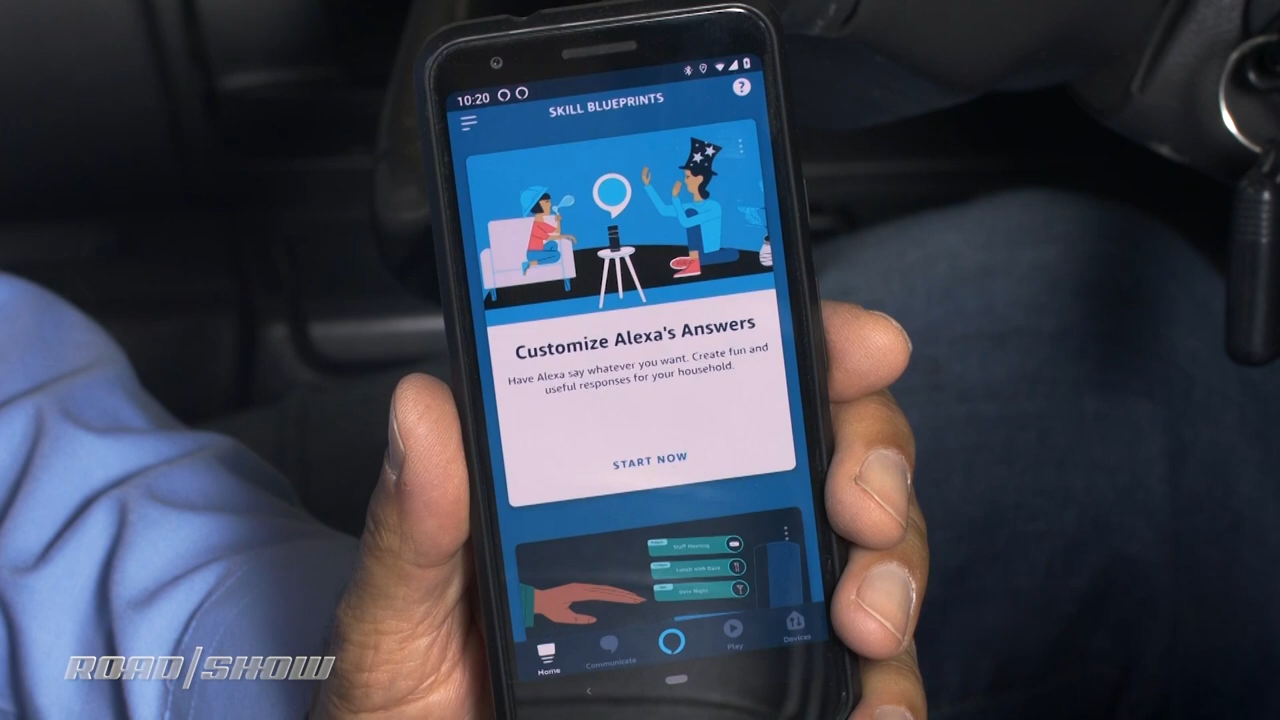 10:20
SKILL BLUEPRINTS
?
Customize Alexa's Answers
Have Alexa say whatever you want. Create fun and
useful responses for your household.
START NOW
Staff Meeting
Lunch with Dave
Date Night
Home
Communicate
Play
Devices
ROAD/SHOW